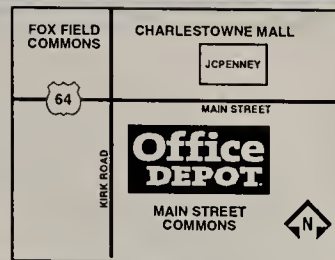 FOX FIELD
COMMONS
CHARLESTOWNE MALL
JCPENNEY
64
MAIN STREET
KIRK ROAD
Office
DEPOT
MAIN STREET
COMMONS
N